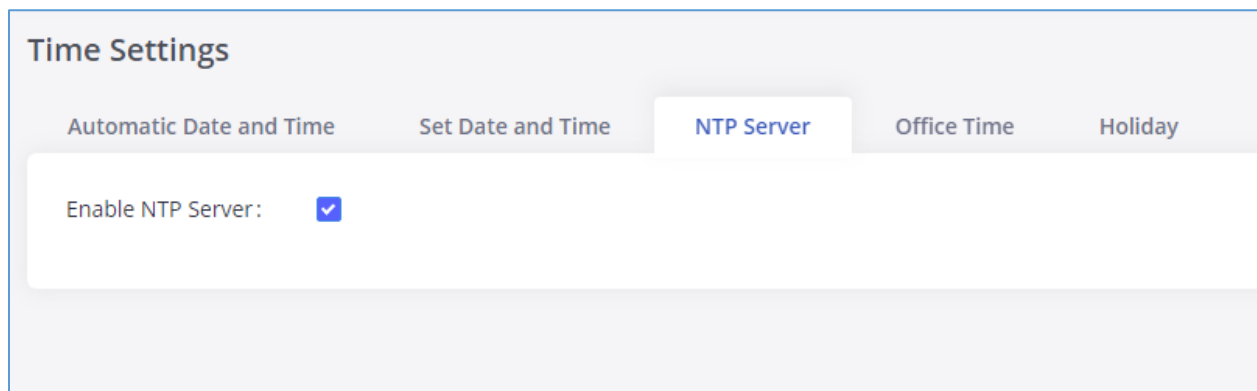 Time Settings
Automatic Date and Time Set Date and Time NTP Server Office Time Holiday
Enable NTP Server: